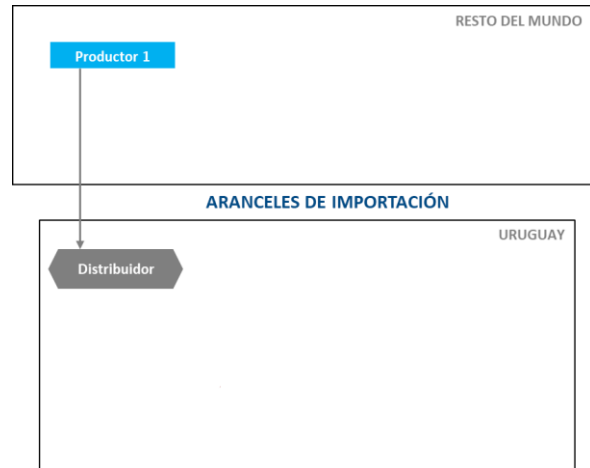 RESTO DEL MUNDO
Productor 1
ARANCELES DE IMPORTACIÓN
URUGUAY
Distribuidor